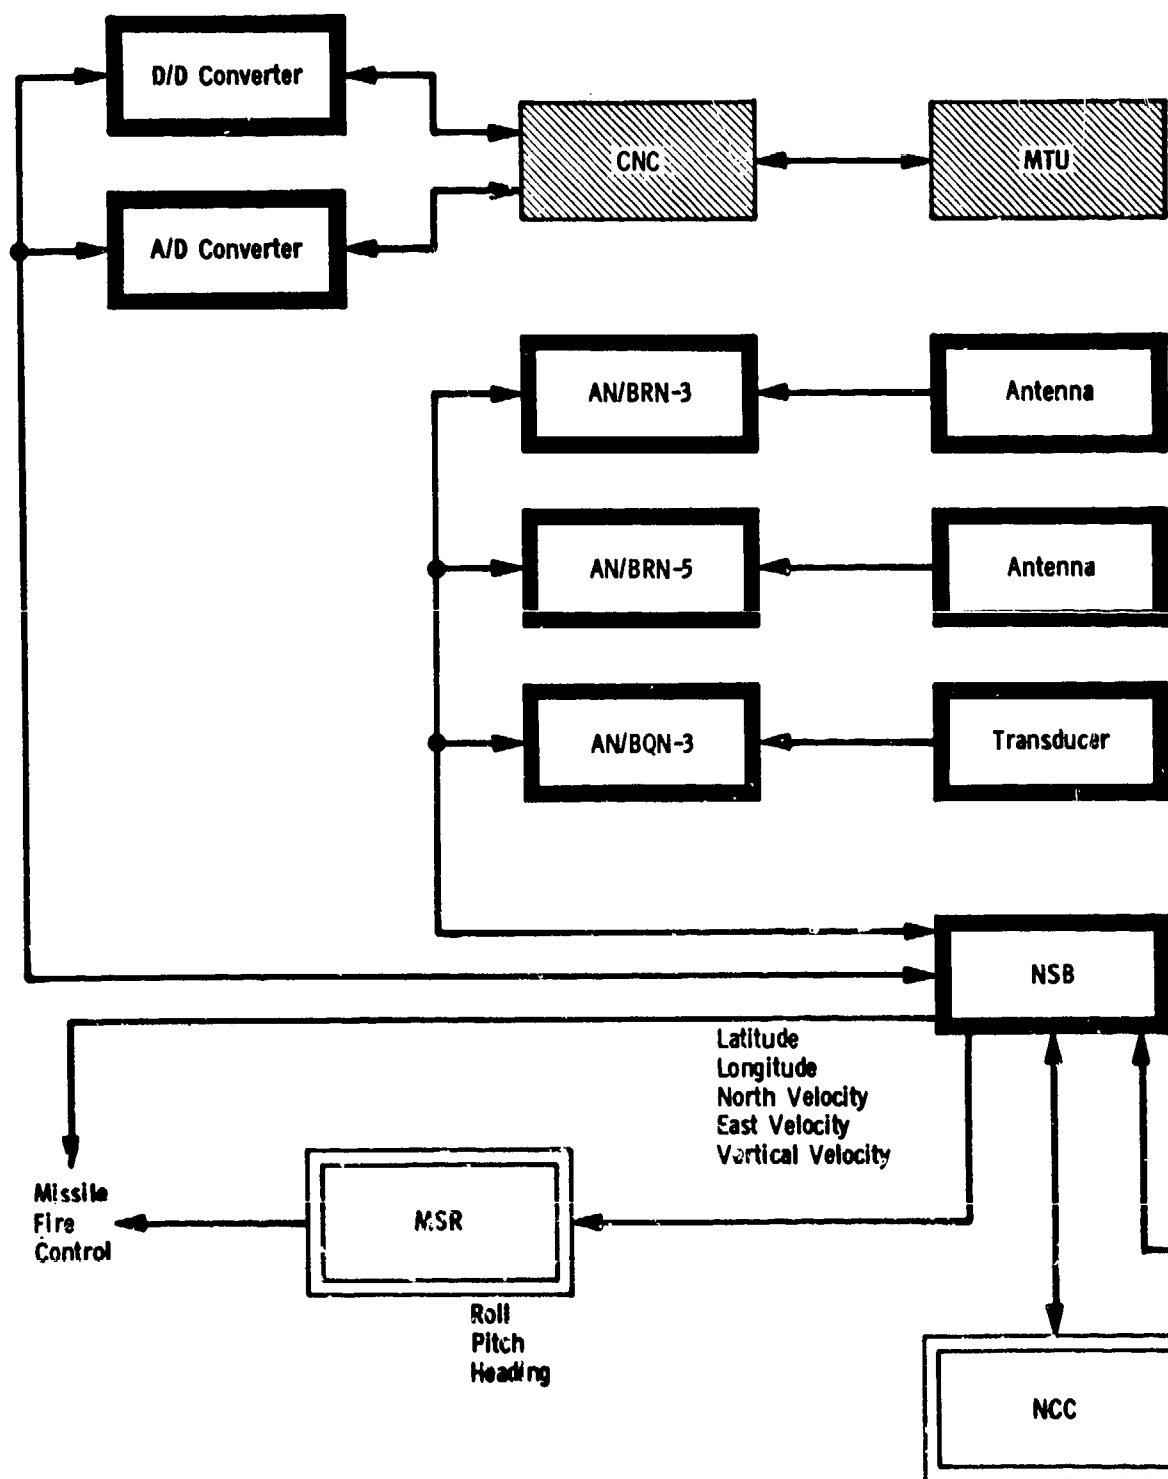 D/D Converter
CNC
MTU
A/D Converter
AN/BRN-3
Antenna
AN/BRN-5
Antenna
AN/BQN-3
Transducer
NSB
Latitude
Longitude
North Velocity
East Velocity
Vertical Velocity
Missile
Fire
Control
MSR
Roll
Pitch
Heading
NCC